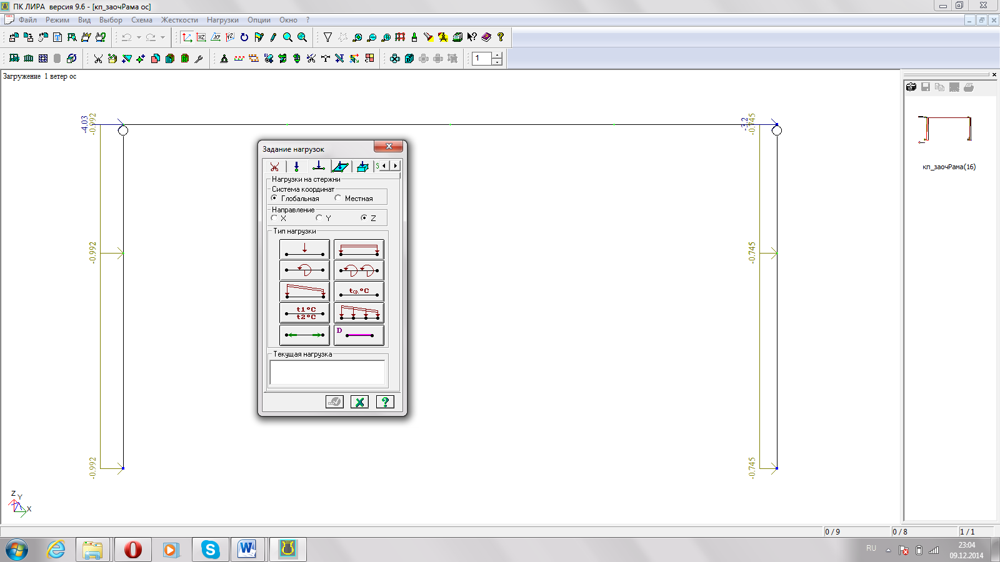 ПК ЛИРА версия 9.6 - [кп_заочРама ос]
Файл Режим Вид Выбор Схема Жесткости Нагрузки Опции Окно ?
1
Загружение 1 ветер ос
-4.03
-0.992
-3.2
-0.745
-0.992
-0.745
-0.992
-0.745
Z
Y
X
Задание нагрузок
Нагрузки на стержни
Система координат
Глобальная Местная
Направление
X Y Z
Тип нагрузки
tср.°C
t1°C
t2°C
D
Текущая нагрузка
кп_заочРама(16)
0 / 9 0 / 8 1 / 1
RU
23:04
09.12.2014